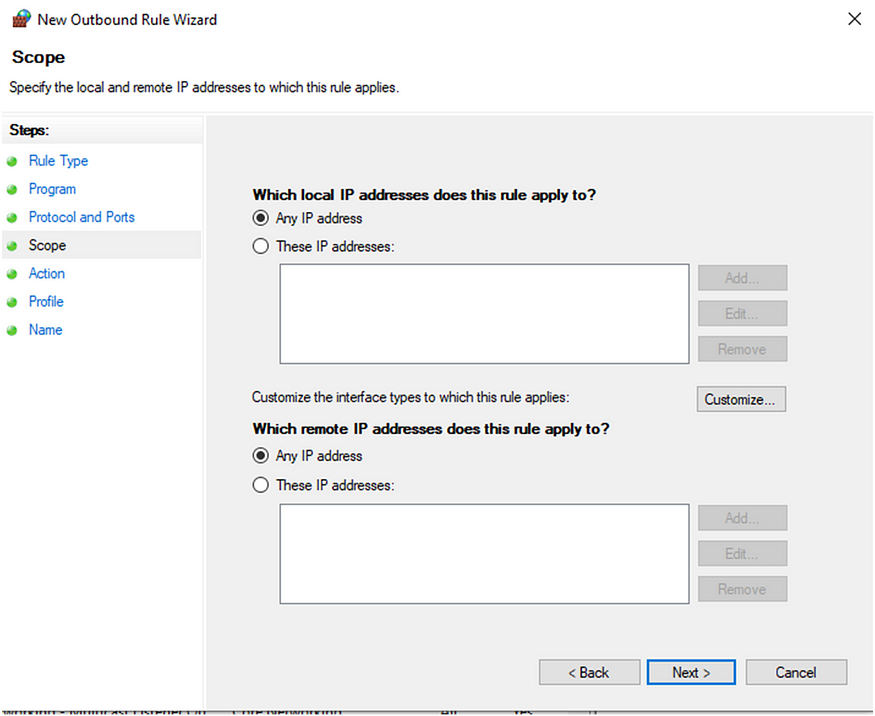 New Outbound Rule Wizard
Scope
Specify the local and remote IP addresses to which this rule applies.
Steps:
Rule Type
Program
Protocol and Ports
Scope
Action
Profile
Name
Which local IP addresses does this rule apply to?
Any IP address
These IP addresses:
Add...
Edit...
Remove
Customize the interface types to which this rule applies:
Customize...
Which remote IP addresses does this rule apply to?
Any IP address
These IP addresses:
Add...
Edit...
Remove
< Back
Next >
Cancel